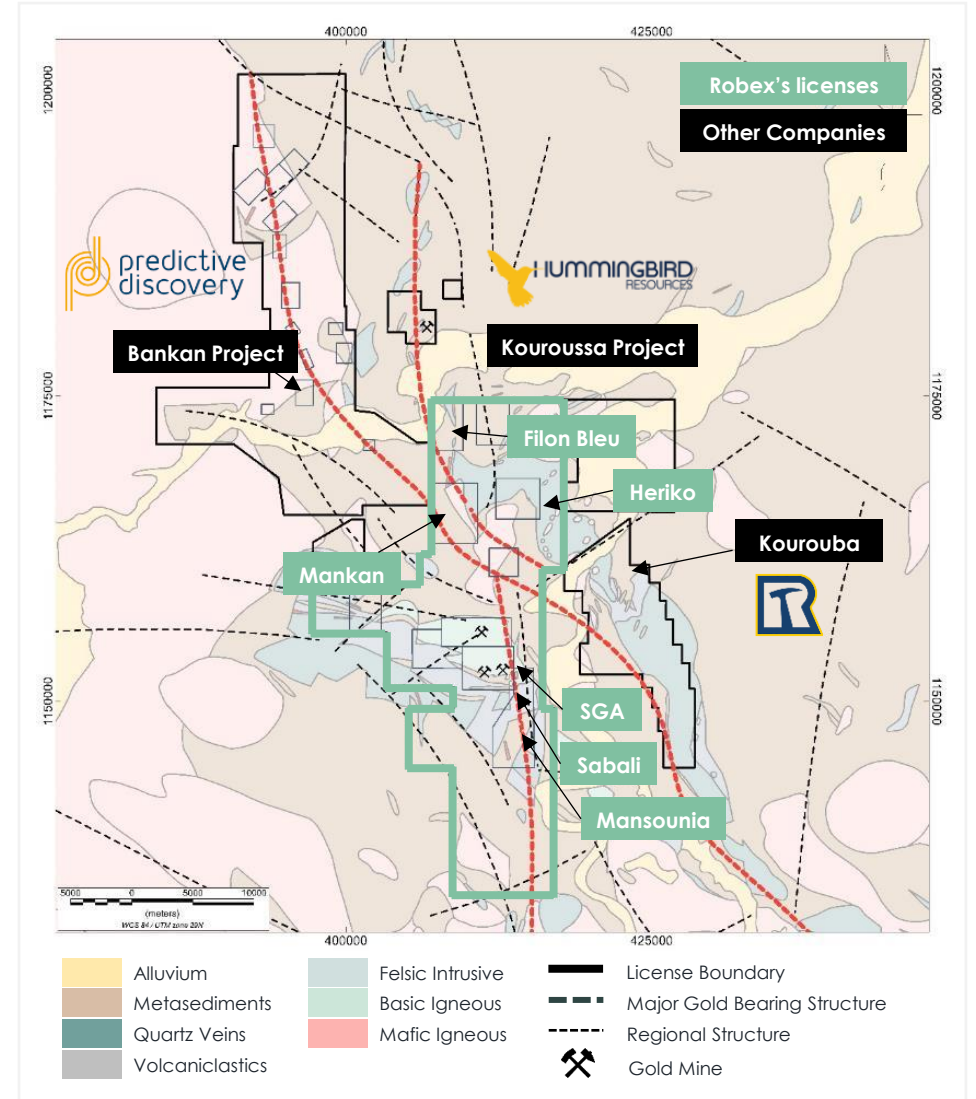 400000
425000
1200000
1200000
Robex's licenses
Other Companies
predictive
discovery
HUMMINGBIRD
RESOURCES
Bankan Project
Kouroussa Project
1175000
1175000
Filon Bleu
Heriko
Kourouba
Mankan
TR
SGA
1150000
1150000
Sabali
Mansounia
5000 0 5000 10000
(meters)
WGS 84 / UTM zone 29N
400000
425000
Alluvium
Metasediments
Quartz Veins
Volcaniclastics
Felsic Intrusive
Basic Igneous
Mafic Igneous
License Boundary
Major Gold Bearing Structure
Regional Structure
Gold Mine